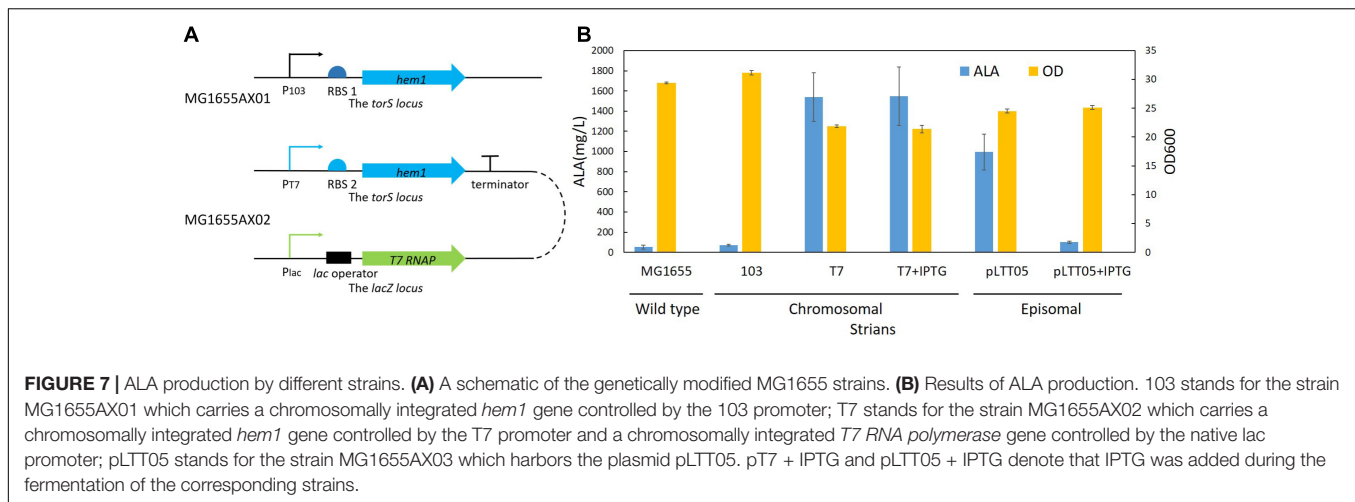 A
P103
RBS 1
hem1
The torS locus
MG1655AX01
PT7
RBS 2
hem1
The torS locus
terminator
MG1655AX02
Plac
lac operator
T7 RNAP
The lacZ locus
B
ALA(mg/L)
2000
1800
1600
1400
1200
1000
800
600
400
200
0
ALA
OD
35
30
25
20
15
10
5
0
OD600
MG1655
103
T7
T7+IPTG
pLTT05
pLTT05+IPTG
Wild type
Chromosomal
Episomal
Strians
FIGURE 7 | ALA production by different strains. (A) A schematic of the genetically modified MG1655 strains. (B) Results of ALA production. 103 stands for the strain
MG1655AX01 which carries a chromosomally integrated hem1 gene controlled by the 103 promoter; T7 stands for the strain MG1655AX02 which carries a
chromosomally integrated hem1 gene controlled by the T7 promoter and a chromosomally integrated T7 RNA polymerase gene controlled by the native lac
promoter; pLTT05 stands for the strain MG1655AX03 which harbors the plasmid pLTT05. pT7 + IPTG and pLTT05 + IPTG denote that IPTG was added during the
fermentation of the corresponding strains.